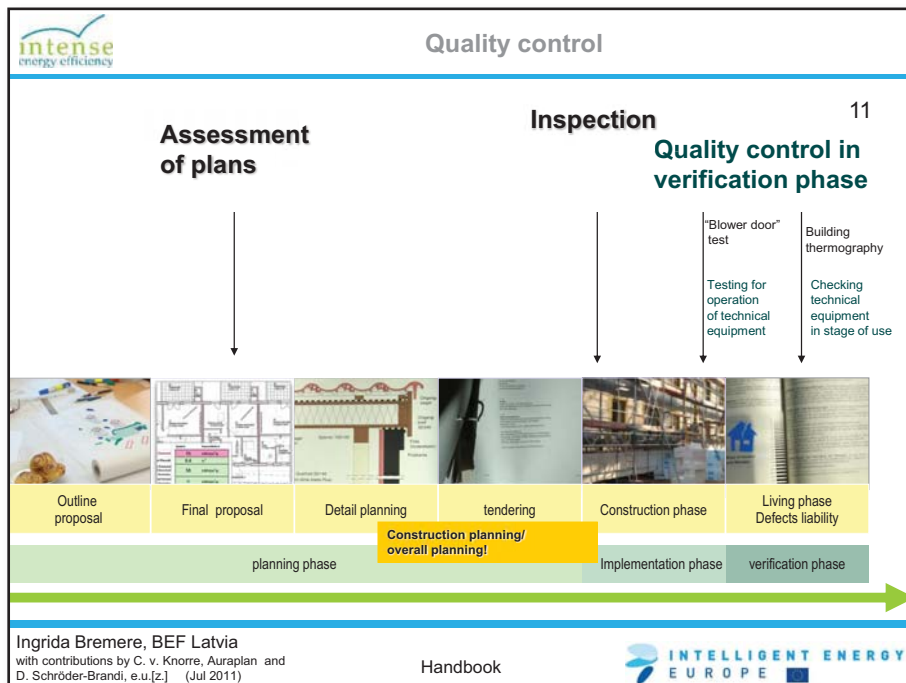 intense
energy efficiency
Quality control
11
Assessment
of plans
Inspection
Quality control in
verification phase
“Blower door”
test
Building
thermography
Testing for
operation
of technical
equipment
Checking
technical
equipment
in stage of use
Outline
proposal
Final proposal
Detail planning
tendering
Construction phase
Living phase
Defects liability
Construction planning/
overall planning!
planning phase
Implementation phase
verification phase
Ingrida Bremere, BEF Latvia
with contributions by C. v. Knorre, Auraplan and
D. Schröder-Brandi, e.u.[z.] (Jul 2011)
Handbook
INTELLIGENT ENERGY
EUROPE